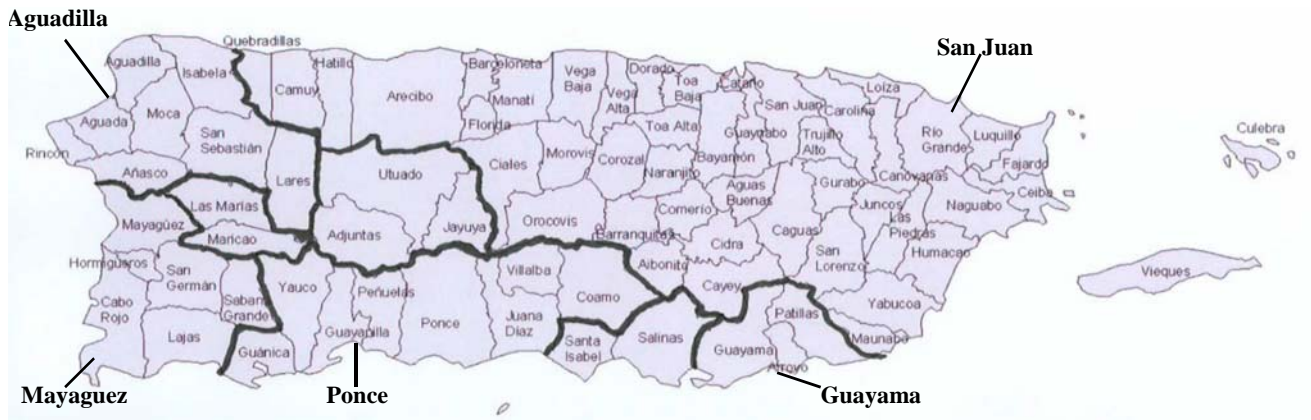 Aguadilla
San Juan
Quebradillas
Aguadilla
Isabela
Camuy
Hatillo
Arecibo
Barceloneta
Manatí
Florida
Vega
Baja
Vega
Alta
Dorado
Toa
Baja
Toa Alta
Cataño
San Juan
Guaynabo
Bayamón
Trujillo
Alto
Carolina
Loíza
Río
Grande
Luquillo
Fajardo
Ceiba
Culebra
Vieques
Moca
Aguada
Rincón
Añasco
San
Sebastián
Lares
Utuado
Ciales
Morovis
Corozal
Naranjito
Aguas
Buenas
Gurabo
Canóvanas
Juncos
Las
Piedras
Naguabo
Humacao
Mayagüez
Las Marías
Maricao
Adjuntas
Jayuya
Orocovis
Barranquitas
Comerío
Cidra
Caguas
San
Lorenzo
Yabucoa
Hormigueros
San
Germán
Sabana
Grande
Yauco
Peñuelas
Guayanilla
Ponce
Villalba
Juana
Díaz
Coamo
Aibonito
Cayey
Patillas
Maunabo
Cabo
Rojo
Lajas
Guánica
Santa
Isabel
Salinas
Guayama
Arroyo
Mayaguez
Ponce
Guayama